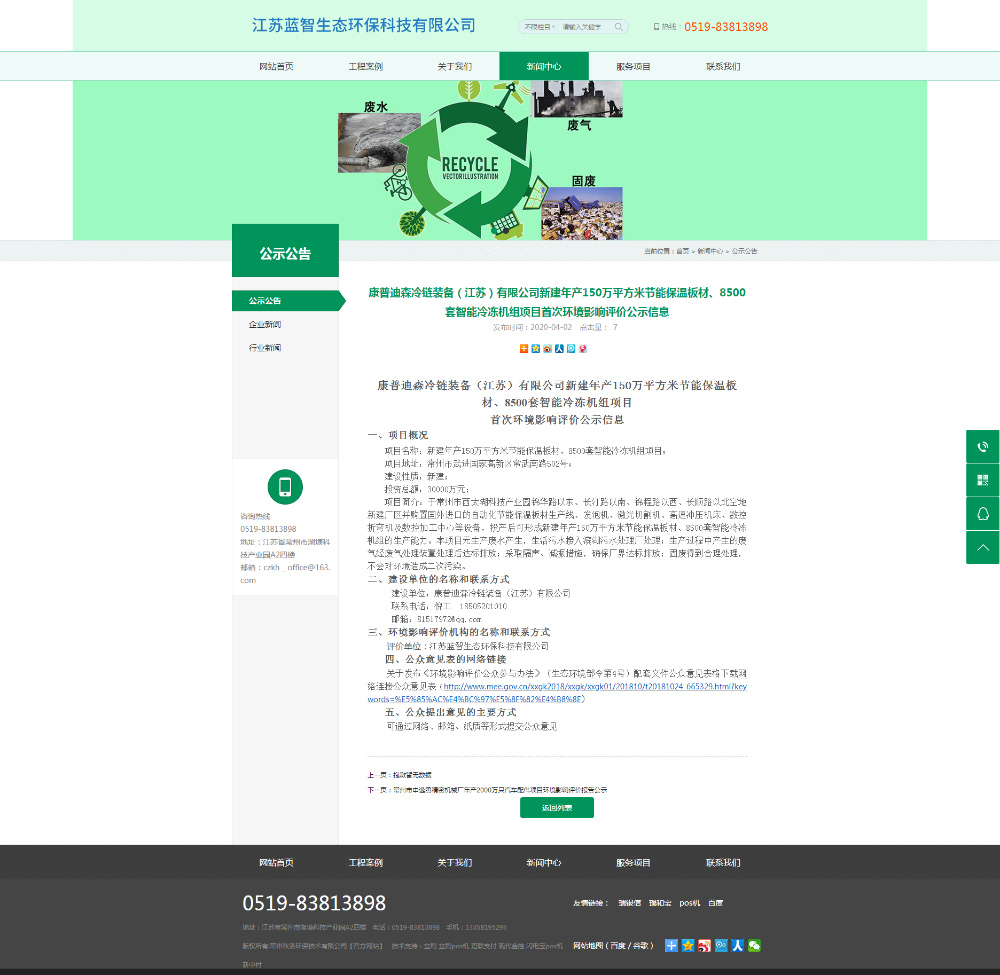 江苏蓝智生态环保科技有限公司
不限栏目 请输入关键字
热线：0519-83813898
网站首页 工程案例 关于我们 新闻中心 服务项目 联系我们
废水
废气
RECYCLE
VECTOR ILLUSTRATION
固废
公示公告
当前位置：首页 > 新闻中心 > 公示公告
公示公告
企业新闻
行业新闻
咨询热线
0519-83813898
地址：江苏省常州市湖塘科
技产业园A2四楼
邮箱：czkh _ office@163.
com
康普迪森冷链装备（江苏）有限公司新建年产150万平方米节能保温板材、8500
套智能冷冻机组项目首次环境影响评价公示信息
发布时间：2020-04-02 点击量： 7
康普迪森冷链装备（江苏）有限公司新建年产150万平方米节能保温板
材、8500套智能冷冻机组项目
首次环境影响评价公示信息
一、项目概况
项目名称：新建年产150万平方米节能保温板材、8500套智能冷冻机组项目；
项目地址：常州市武进国家高新区常武南路502号；
建设性质：新建；
投资总额：30000万元；
项目简介：于常州市西太湖科技产业园锦华路以东、长汀路以南、锦程路以西、长顺路以北空地
新建厂区并购置国外进口的自动化节能保温板材生产线、发泡机、激光切割机、高速冲压机床、数控
折弯机及数控加工中心等设备，投产后可形成新建年产150万平方米节能保温板材、8500套智能冷冻
机组的生产能力。本项目无生产废水产生，生活污水接入滨湖污水处理厂处理；生产过程中产生的废
气经废气处理装置处理后达标排放；采取隔声、减振措施，确保厂界达标排放；固废得到合理处理，
不会对环境造成二次污染。
二、建设单位的名称和联系方式
建设单位：康普迪森冷链装备（江苏）有限公司
联系电话：倪工 18505201010
邮箱：81517972@qq.com
三、环境影响评价机构的名称和联系方式
评价单位：江苏蓝智生态环保科技有限公司
四、公众意见表的网络链接
关于发布《环境影响评价公众参与办法》（生态环境部令第4号）配套文件公众意见表格下载网
络连接公众意见表（http://www.mee.gov.cn/xxgk2018/xxgk/xxgk01/201810/t20181024_665329.html?key
words=%E5%85%AC%E4%BC%97%E5%8F%82%E4%B8%8E）
五、公众提出意见的主要方式
可通过网络、邮箱、纸质等形式提交公众意见
上一页：抱歉暂无数据
下一页：常州市申逸函精密机械厂年产2000万只汽车配件项目环境影响评价报告公示
返回列表
网站首页 工程案例 关于我们 新闻中心 服务项目 联系我们
0519-83813898
友情链接： 瑞银信 瑞和宝 pos机 百度
地址：江苏省常州市湖塘科技产业园A2四楼 电话：0519-83813898 手机：13358195295
版权所有:常州秋泓环保技术有限公司【官方网站】 技术支持：立刷 立刷pos机 嘉联支付 现代金控 闪电宝pos机
网站地图 ( 百度 / 谷歌 )
新中付